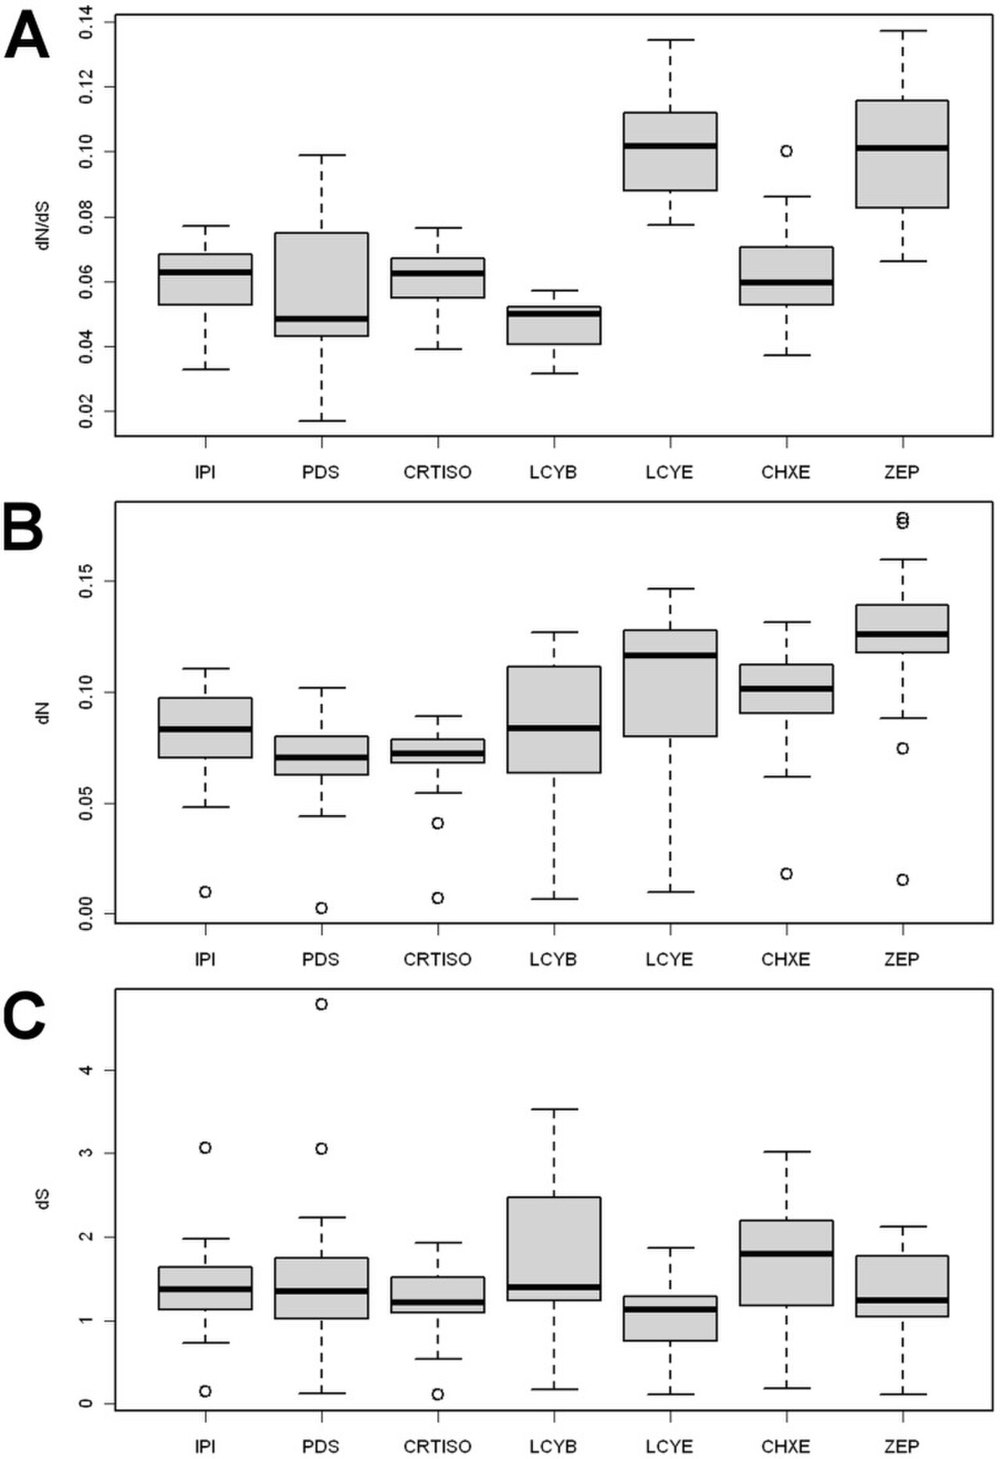 A
0.14
0.12
0.10
0.08
0.06
0.04
0.02
dN/dS
IPI PDS CRTISO LCYB LCYE CHXE ZEP
B
0.15
0.10
0.05
0.00
dN
IPI PDS CRTISO LCYB LCYE CHXE ZEP
C
4
3
2
1
0
dS
IPI PDS CRTISO LCYB LCYE CHXE ZEP